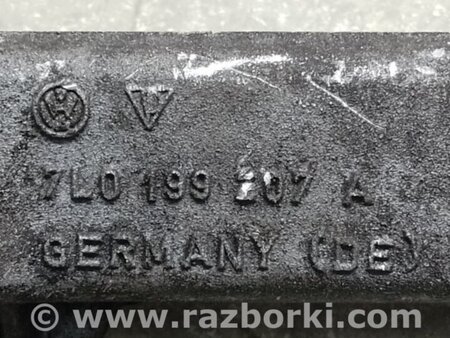 7L0 199 207 A
GERMANY (DE)
© www.razborki.com